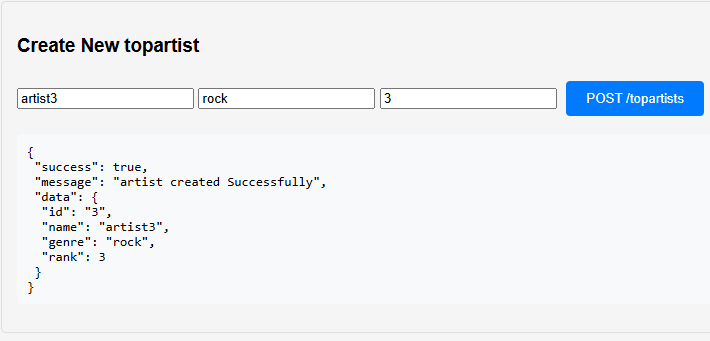 Create New topartist
artist3 rock 3 POST /topartists
{
 "success": true,
 "message": "artist created Successfully",
 "data": {
  "id": "3",
  "name": "artist3",
  "genre": "rock",
  "rank": 3
 }
}